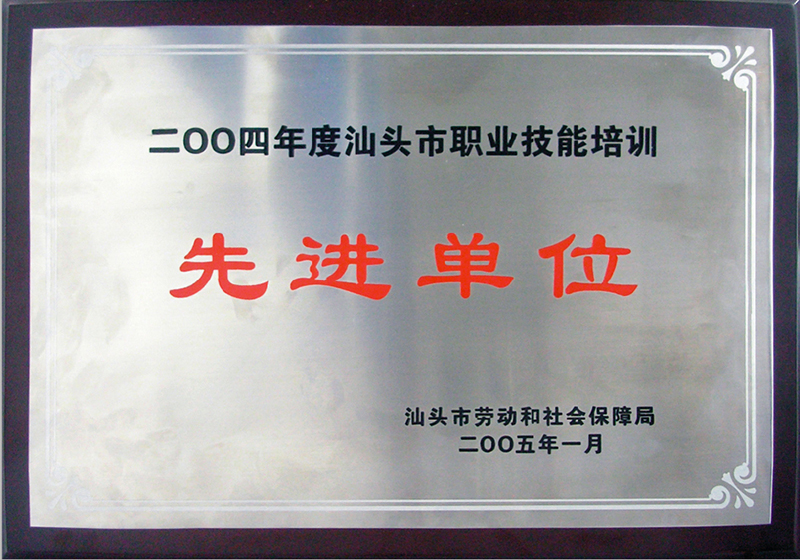 二OO四年度汕头市职业技能培训
先进单位
汕头市劳动和社会保障局
二OO五年一月